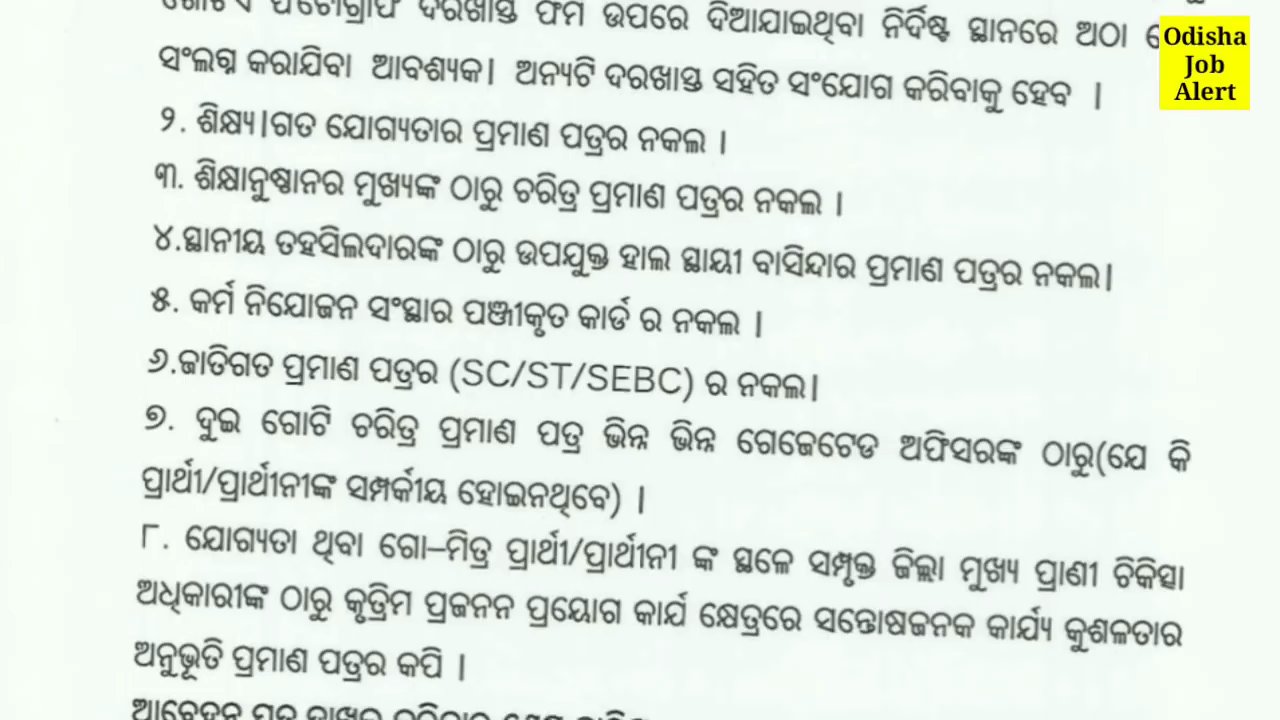 ଦରଖାସ୍ତ ଫର୍ମ ଉପରେ ଦିଆଯାଇଥିବା ନିର୍ଦିଷ୍ଟ ସ୍ଥାନରେ ଅଠା
ସଂଲଗ୍ନ କରାଯିବା ଆବଶ୍ୟକ। ଅନ୍ୟଟି ଦରଖାସ୍ତ ସହିତ ସଂଯୋଗ କରିବାକୁ ହେବ ।
୨. ଶିକ୍ଷ୍ୟାଗତ ଯୋଗ୍ୟତାର ପ୍ରମାଣ ପତ୍ରର ନକଲ ।
୩. ଶିକ୍ଷାନୁଷ୍ଠାନର ମୁଖ୍ୟଙ୍କ ଠାରୁ ଚରିତ୍ର ପ୍ରମାଣ ପତ୍ରର ନକଲ ।
୪.ସ୍ଥାନୀୟ ତହସିଲଦାରଙ୍କ ଠାରୁ ଉପଯୁକ୍ତ ହାଲ ସ୍ଥାୟୀ ବାସିନ୍ଦାର ପ୍ରମାଣ ପତ୍ରର ନକଲ।
୫. କର୍ମ ନିଯୋଜନ ସଂସ୍ଥାର ପଞ୍ଜୀକୃତ କାର୍ଡ ର ନକଲ ।
୬.ଜାତିଗତ ପ୍ରମାଣ ପତ୍ରର (SC/ST/SEBC) ର ନକଲ।
୭. ଦୁଇ ଗୋଟି ଚରିତ୍ର ପ୍ରମାଣ ପତ୍ର ଭିନ୍ନ ଭିନ୍ନ ଗେଜେଟେଡ ଅଫିସରଙ୍କ ଠାରୁ(ଯେ କି
ପ୍ରାର୍ଥୀ/ପ୍ରାର୍ଥୀନୀଙ୍କ ସମ୍ପର୍କୀୟ ହୋଇନଥିବେ) ।
୮. ଯୋଗ୍ୟତା ଥିବା ଗୋ–ମିତ୍ର ପ୍ରାର୍ଥୀ/ପ୍ରାର୍ଥୀନୀ ଙ୍କ ସ୍ଥଳେ ସମ୍ପୃକ୍ତ ଜିଲ୍ଲା ମୁଖ୍ୟ ପ୍ରାଣୀ ଚିକିତ୍ସା
ଅଧିକାରୀଙ୍କ ଠାରୁ କୃତ୍ରିମ ପ୍ରଜନନ ପ୍ରୟୋଗ କାର୍ଯ କ୍ଷେତ୍ରରେ ସନ୍ତୋଷଜନକ କାର୍ଯ୍ୟ କୁଶଳତାର
ଅନୁଭୂତି ପ୍ରମାଣ ପତ୍ରର କପି ।
Odisha
Job
Alert